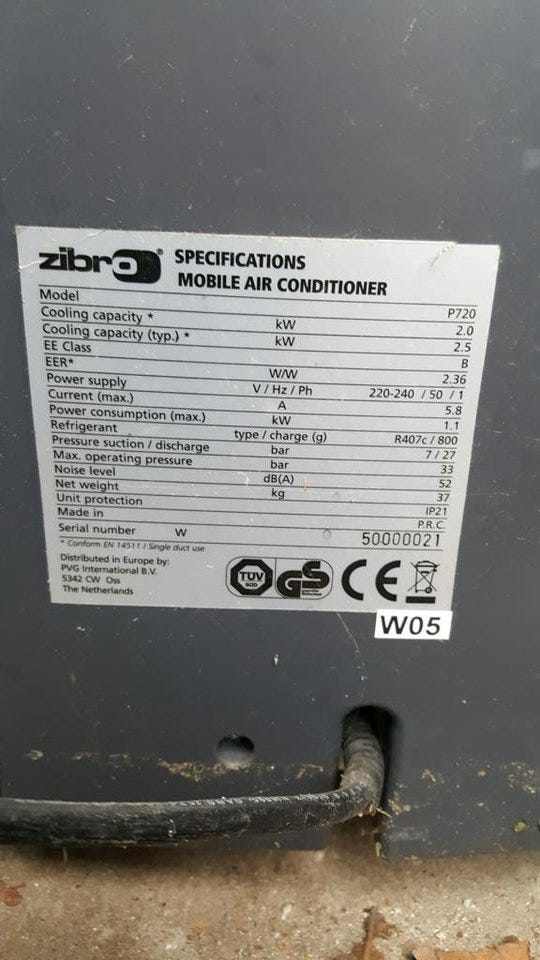 zibro® SPECIFICATIONS
MOBILE AIR CONDITIONER
Model P720
Cooling capacity * kW 2.0
Cooling capacity (typ.) * kW 2.5
EE Class B
EER* W/W 2.36
Power supply V / Hz / Ph 220-240 / 50 / 1
Current (max.) A 5.8
Power consumption (max.) kW 1.1
Refrigerant type / charge (g) R407c / 800
Pressure suction / discharge bar 7 / 27
Max. operating pressure bar 33
Noise level dB(A) 52
Net weight kg 37
Unit protection IP21
Made in P.R.C.
Serial number W 50000021
* Conform EN 14511 / Single duct use
Distributed in Europe by:
PVG International B.V.
5342 CW Oss
The Netherlands
TÜV
SÜD
GS
CE
W05